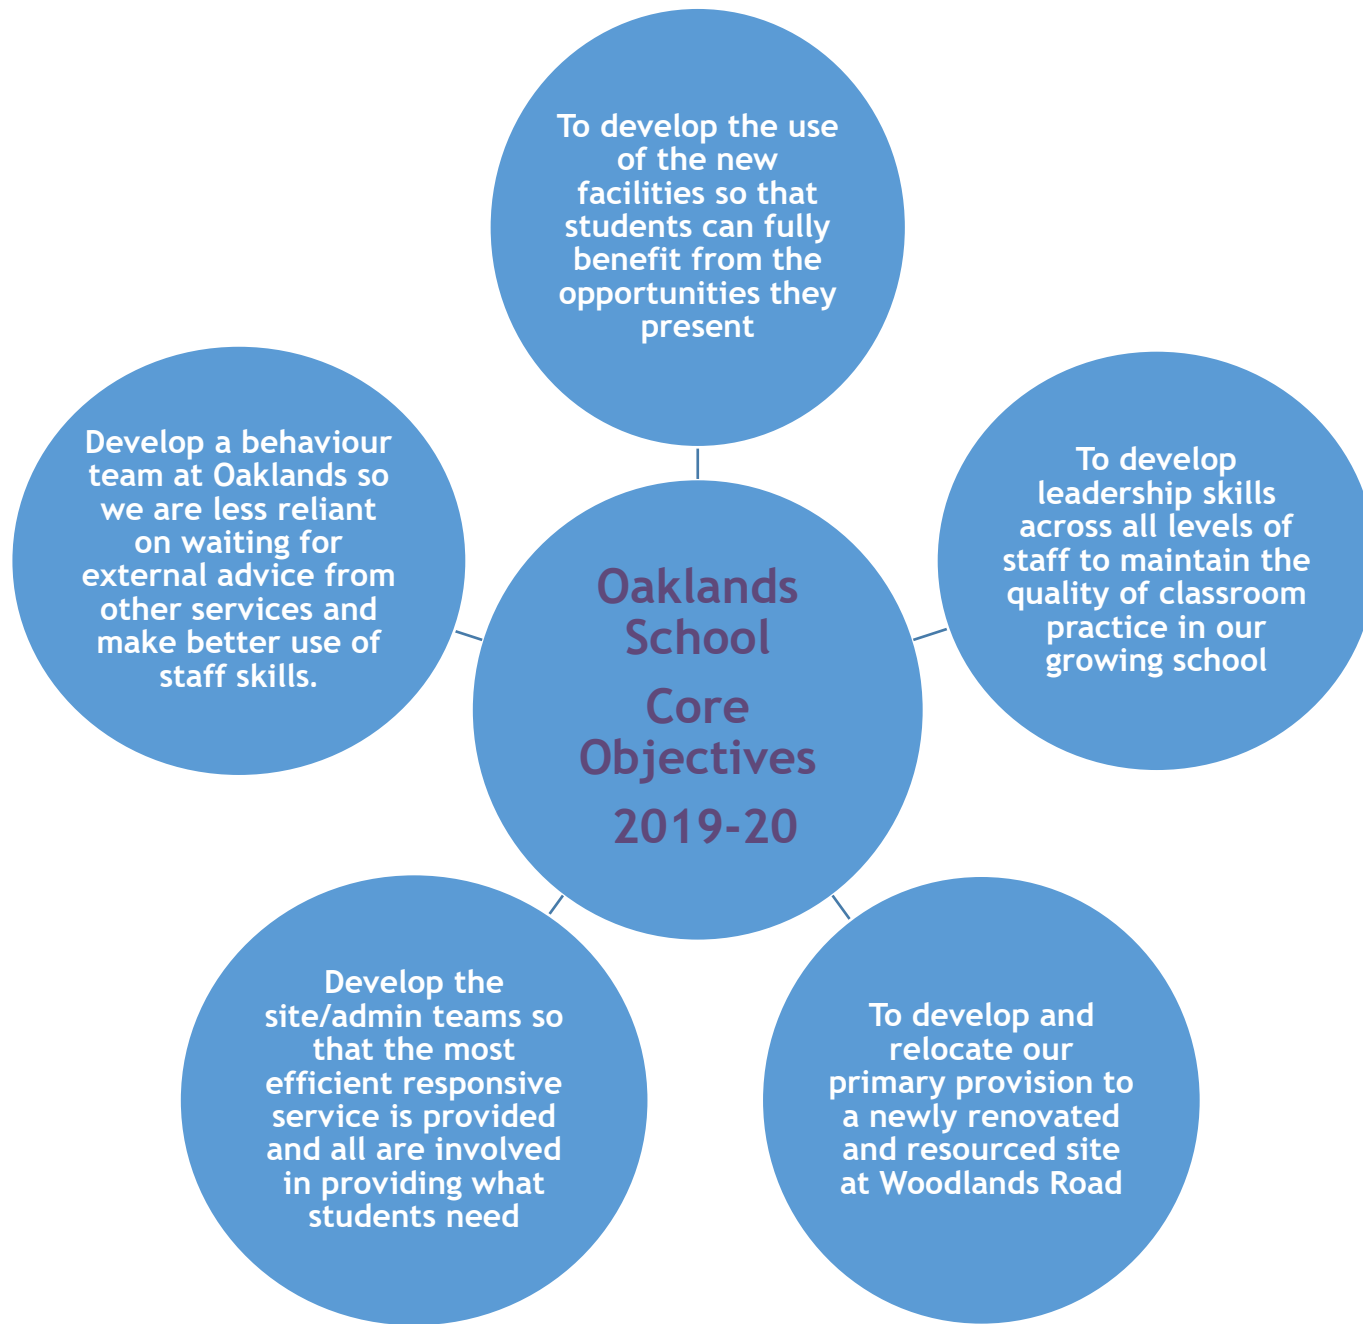 To develop the use
of the new
facilities so that
students can fully
benefit from the
opportunities they
present
Develop a behaviour
team at Oaklands so
we are less reliant
on waiting for
external advice from
other services and
make better use of
staff skills.
To develop
leadership skills
across all levels of
staff to maintain the
quality of classroom
practice in our
growing school
Oaklands
School
Core
Objectives
2019-20
Develop the
site/admin teams so
that the most
efficient responsive
service is provided
and all are involved
in providing what
students need
To develop and
relocate our
primary provision to
a newly renovated
and resourced site
at Woodlands Road